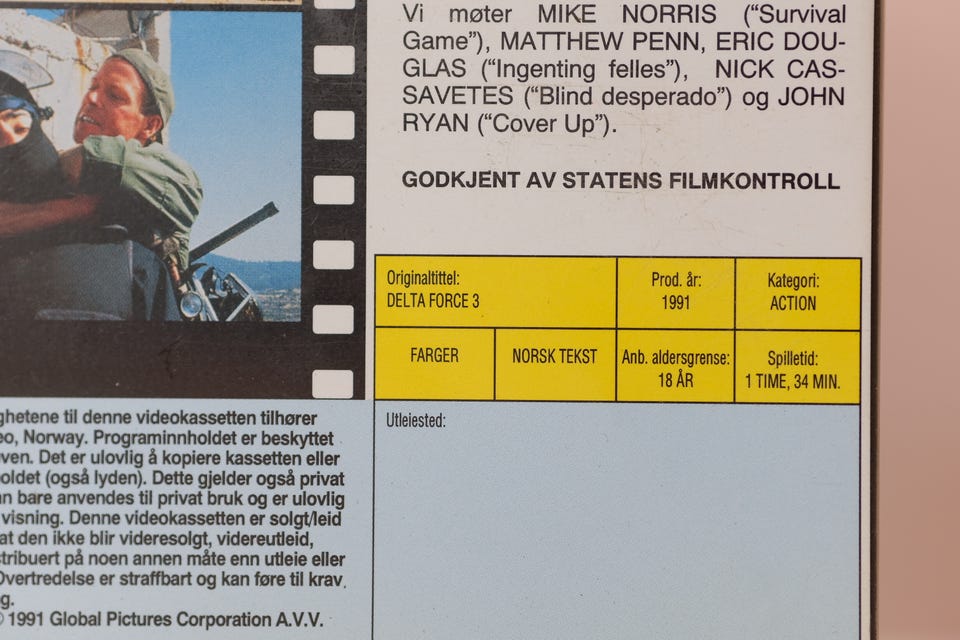 Vi møter MIKE NORRIS (“Survival
Game”), MATTHEW PENN, ERIC DOU-
GLAS (“Ingenting felles”), NICK CAS-
SAVETES (“Blind desperado”) og JOHN
RYAN (“Cover Up”).
GODKJENT AV STATENS FILMKONTROLL
Originaltittel:
DELTA FORCE 3
Prod. år:
1991
Kategori:
ACTION
FARGER
NORSK TEKST
Anb. aldersgrense:
18 ÅR
Spilletid:
1 TIME, 34 MIN.
Utleiested:
ghetene til denne videokassetten tilhører
eo, Norway. Programinnholdet er beskyttet
ven. Det er ulovlig å kopiere kassetten eller
oldet (også lyden). Dette gjelder også privat
n bare anvendes til privat bruk og er ulovlig
visning. Denne videokassetten er solgt/leid
at den ikke blir videresolgt, videreutleid,
tribuert på noen annen måte enn utleie eller
Overtredelse er straffbart og kan føre til krav
g.
© 1991 Global Pictures Corporation A.V.V.